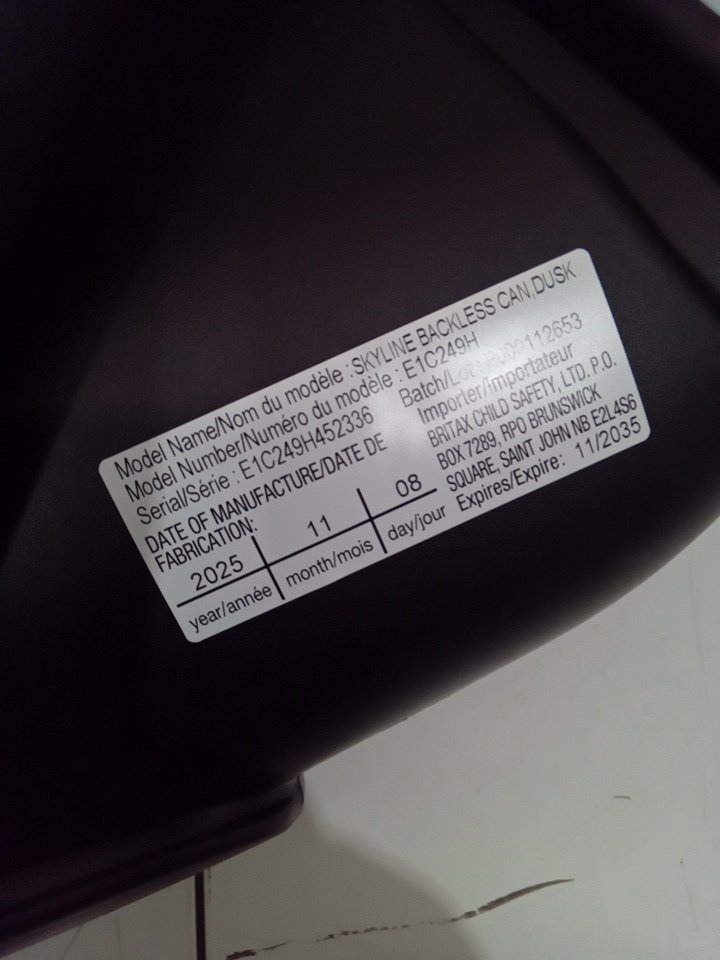 Model Name/Nom du modèle : SKYLINE BACKLESS CAN,DUSK
Model Number/Numéro du modèle : E1C249H
Serial/Série : E1C249H452336
Batch/Lot
DATE OF MANUFACTURE/DATE DE
FABRICATION:
2025 11 08
year/année month/mois day/jour
Importer/importateur
BRITAX CHILD SAFETY, LTD. P.O.
BOX 7289, RPO BRUNSWICK
SQUARE, SAINT JOHN NB E2L4S6
Expires/Expire: 11/2035